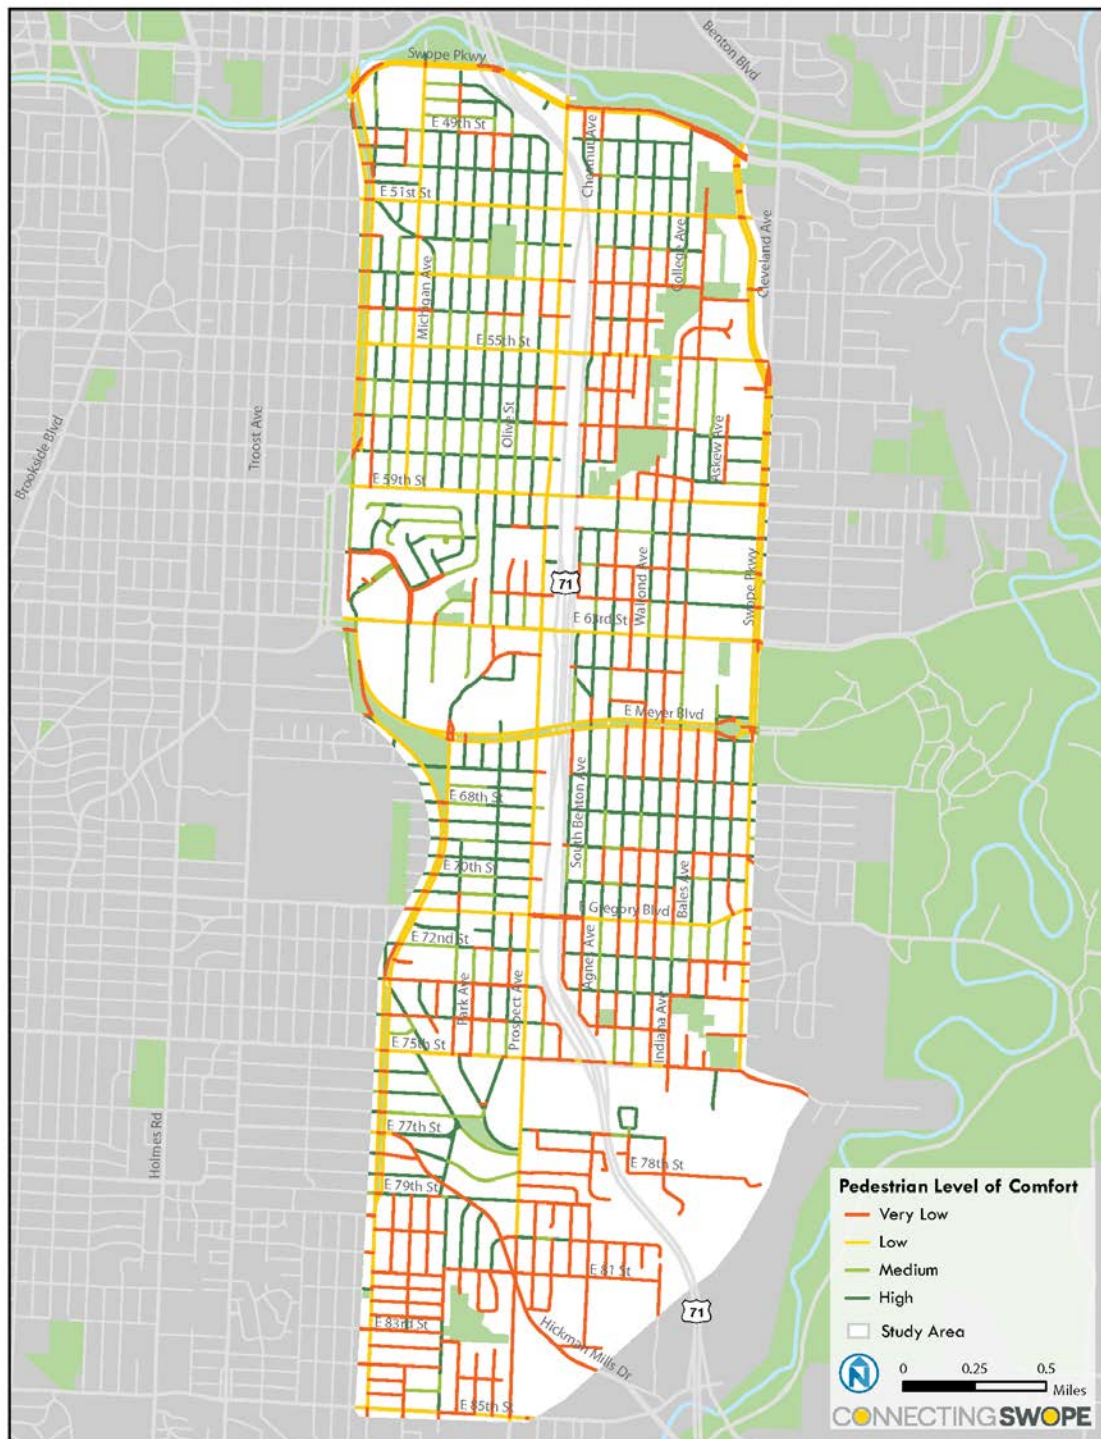 Swope Pkwy
Benton Blvd
E 49th St
Chestnut Ave
E 51st St
College Ave
Cleveland Ave
Michigan Ave
E 55th St
Brookside Blvd
Troost Ave
Olive St
Askew Ave
E 59th St
71
Walrond Ave
Swope Pkwy
E 63rd St
E Meyer Blvd
South Benton Ave
E 68th St
E 70th St
Bales Ave
E Gregory Blvd
E 72nd St
Agnes Ave
Park Ave
Prospect Ave
Indiana Ave
E 75th St
Holmes Rd
E 77th St
E 78th St
E 79th St
E 81 St
71
E 83rd St
Hickman Mills Dr
E 85th St
Pedestrian Level of Comfort
Very Low
Low
Medium
High
Study Area
N
0 0.25 0.5
Miles
CONNECTING SWOPE